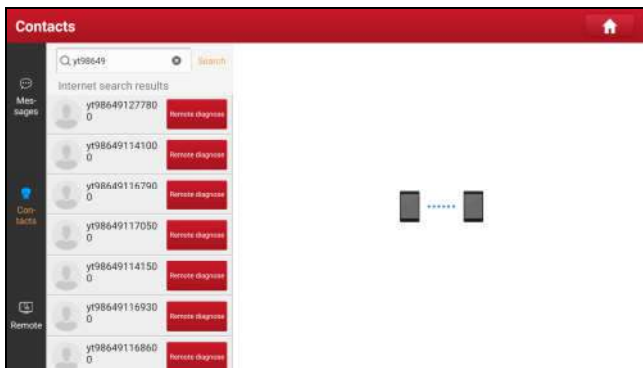 Contacts
yt98649
Search
Internet search results
Mes-
sages
Con-
tacts
Remote
yt98649127780
0
Remote diagnose
yt98649114100
0
Remote diagnose
yt98649116790
0
Remote diagnose
yt98649117050
0
Remote diagnose
yt98649114150
0
Remote diagnose
yt98649116930
0
Remote diagnose
yt98649116860
0
Remote diagnose